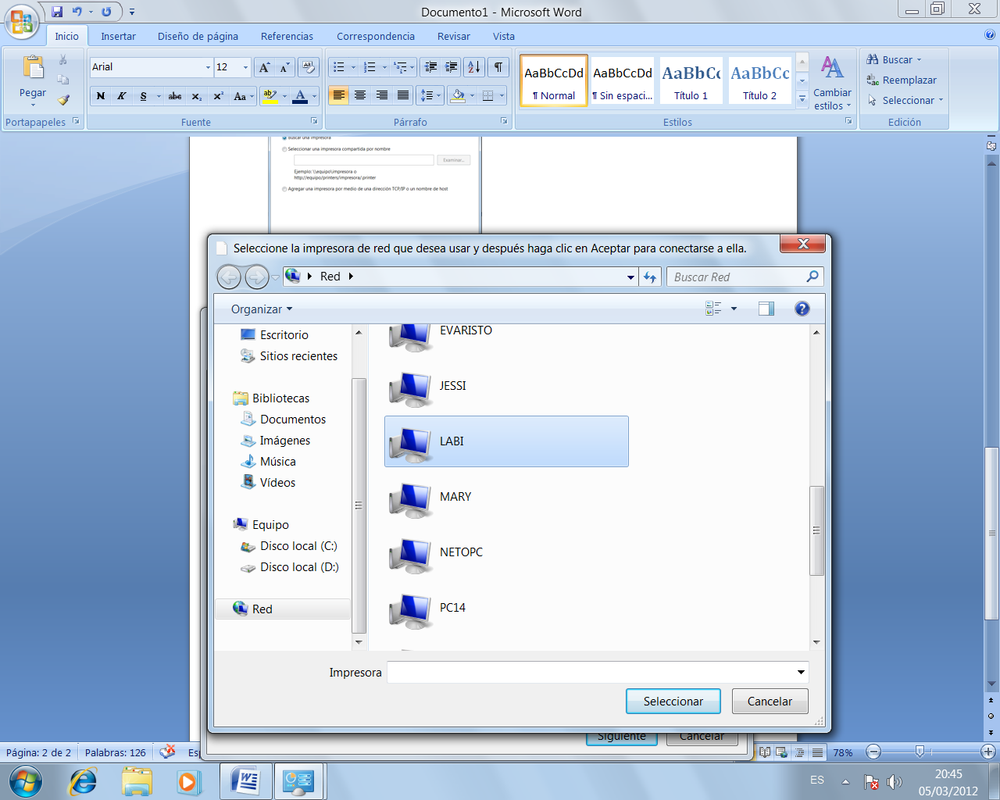 Documento1 - Microsoft Word
Inicio
Insertar
Diseño de página
Referencias
Correspondencia
Revisar
Vista
Pegar
Portapapeles
Arial
12
N K S abc x₂ x² Aa
Fuente
Párrafo
AaBbCcDd
¶ Normal
AaBbCcDd
¶ Sin espaci...
AaBbCc
Título 1
AaBbCc
Título 2
Cambiar
estilos
Estilos
Buscar
Reemplazar
Seleccionar
Edición
Buscar una impresora
Seleccionar una impresora compartida por nombre
Examinar...
Ejemplo: \\equipo\impresora o
http://equipo/printers/impresora/.printer
Agregar una impresora por medio de una dirección TCP/IP o un nombre de host
Seleccione la impresora de red que desea usar y después haga clic en Aceptar para conectarse a ella.
Red
Buscar Red
Organizar
Escritorio
Sitios recientes
Bibliotecas
Documentos
Imágenes
Música
Vídeos
Equipo
Disco local (C:)
Disco local (D:)
Red
EVARISTO
JESSI
LABI
MARY
NETOPC
PC14
Impresora
Seleccionar
Cancelar
Siguiente
Cancelar
Página: 2 de 2
Palabras: 126
Esp
78%
ES
20:45
05/03/2012